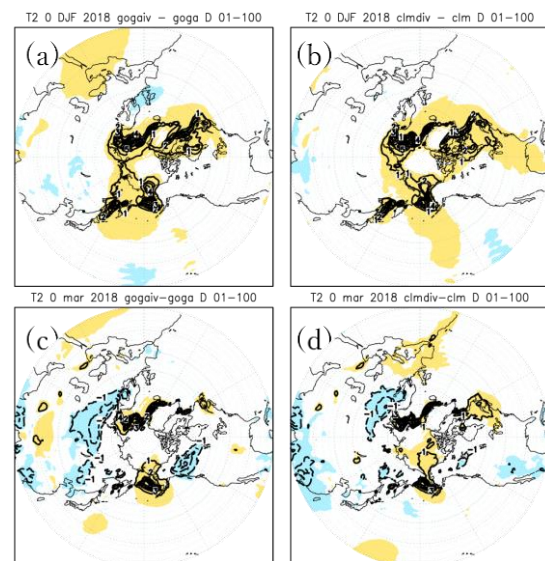 T2 0 DJF 2018 gogaiv - goga D 01-100
T2 0 DJF 2018 clmdiv - clm D 01-100
(a)
(b)
T2 0 mar 2018 gogaiv-goga D 01-100
T2 0 mar 2018 clmdiv-clm D 01-100
(c)
(d)